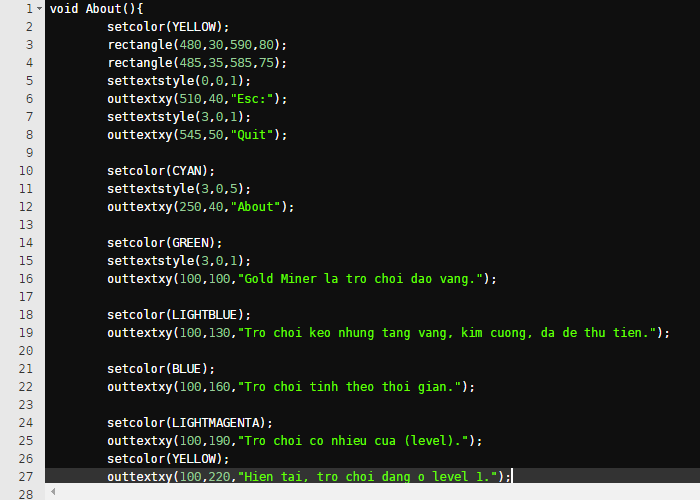 1 void About(){
2 setcolor(YELLOW);
3 rectangle(480,30,590,80);
4 rectangle(485,35,585,75);
5 settextstyle(0,0,1);
6 outtextxy(510,40,"Esc:");
7 settextstyle(3,0,1);
8 outtextxy(545,50,"Quit");
9
10 setcolor(CYAN);
11 settextstyle(3,0,5);
12 outtextxy(250,40,"About");
13
14 setcolor(GREEN);
15 settextstyle(3,0,1);
16 outtextxy(100,100,"Gold Miner la tro choi dao vang.");
17
18 setcolor(LIGHTBLUE);
19 outtextxy(100,130,"Tro choi keo nhung tang vang, kim cuong, da de thu tien.");
20
21 setcolor(BLUE);
22 outtextxy(100,160,"Tro choi tinh theo thoi gian.");
23
24 setcolor(LIGHTMAGENTA);
25 outtextxy(100,190,"Tro choi co nhieu cua (level).");
26 setcolor(YELLOW);
27 outtextxy(100,220,"Hien tai, tro choi dang o level 1.");
28